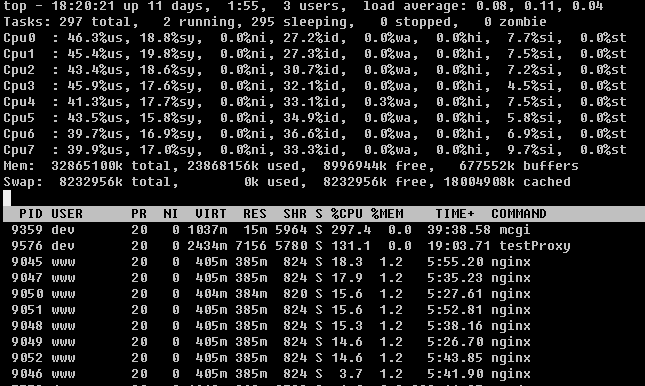 top - 18:20:21 up 11 days,  1:55,  3 users,  load average: 0.08, 0.11, 0.04
Tasks: 297 total,   2 running, 295 sleeping,   0 stopped,   0 zombie
Cpu0  : 46.3%us, 18.8%sy,  0.0%ni, 27.2%id,  0.0%wa,  0.0%hi,  7.7%si,  0.0%st
Cpu1  : 45.4%us, 19.8%sy,  0.0%ni, 27.3%id,  0.0%wa,  0.0%hi,  7.5%si,  0.0%st
Cpu2  : 43.4%us, 18.6%sy,  0.0%ni, 30.7%id,  0.0%wa,  0.0%hi,  7.2%si,  0.0%st
Cpu3  : 45.9%us, 17.6%sy,  0.0%ni, 32.1%id,  0.0%wa,  0.0%hi,  4.5%si,  0.0%st
Cpu4  : 41.3%us, 17.7%sy,  0.0%ni, 33.1%id,  0.3%wa,  0.0%hi,  7.5%si,  0.0%st
Cpu5  : 43.5%us, 15.8%sy,  0.0%ni, 34.9%id,  0.0%wa,  0.0%hi,  5.8%si,  0.0%st
Cpu6  : 39.7%us, 16.9%sy,  0.0%ni, 36.6%id,  0.0%wa,  0.0%hi,  6.9%si,  0.0%st
Cpu7  : 39.9%us, 17.0%sy,  0.0%ni, 33.3%id,  0.0%wa,  0.0%hi,  9.7%si,  0.0%st
Mem:  32865100k total, 23868156k used,  8996944k free,   677552k buffers
Swap:  8232956k total,        0k used,  8232956k free, 18004908k cached
PID USER      PR  NI  VIRT  RES  SHR S %CPU %MEM    TIME+  COMMAND
9359 dev       20   0 1037m  15m 5964 S 297.4  0.0  39:38.58 mcgi
9576 dev       20   0 2434m 7156 5780 S 131.1  0.0  19:03.71 testProxy
9045 www       20   0  405m 385m  824 S 18.3  1.2   5:55.20 nginx
9047 www       20   0  405m 385m  824 S 17.9  1.2   5:35.23 nginx
9050 www       20   0  404m 384m  820 S 15.6  1.2   5:27.61 nginx
9051 www       20   0  405m 385m  824 S 15.6  1.2   5:52.81 nginx
9048 www       20   0  405m 385m  824 S 15.3  1.2   5:38.16 nginx
9049 www       20   0  405m 385m  824 S 14.6  1.2   5:26.70 nginx
9052 www       20   0  405m 385m  824 S 14.6  1.2   5:43.85 nginx
9046 www       20   0  405m 385m  824 S  3.7  1.2   5:41.90 nginx